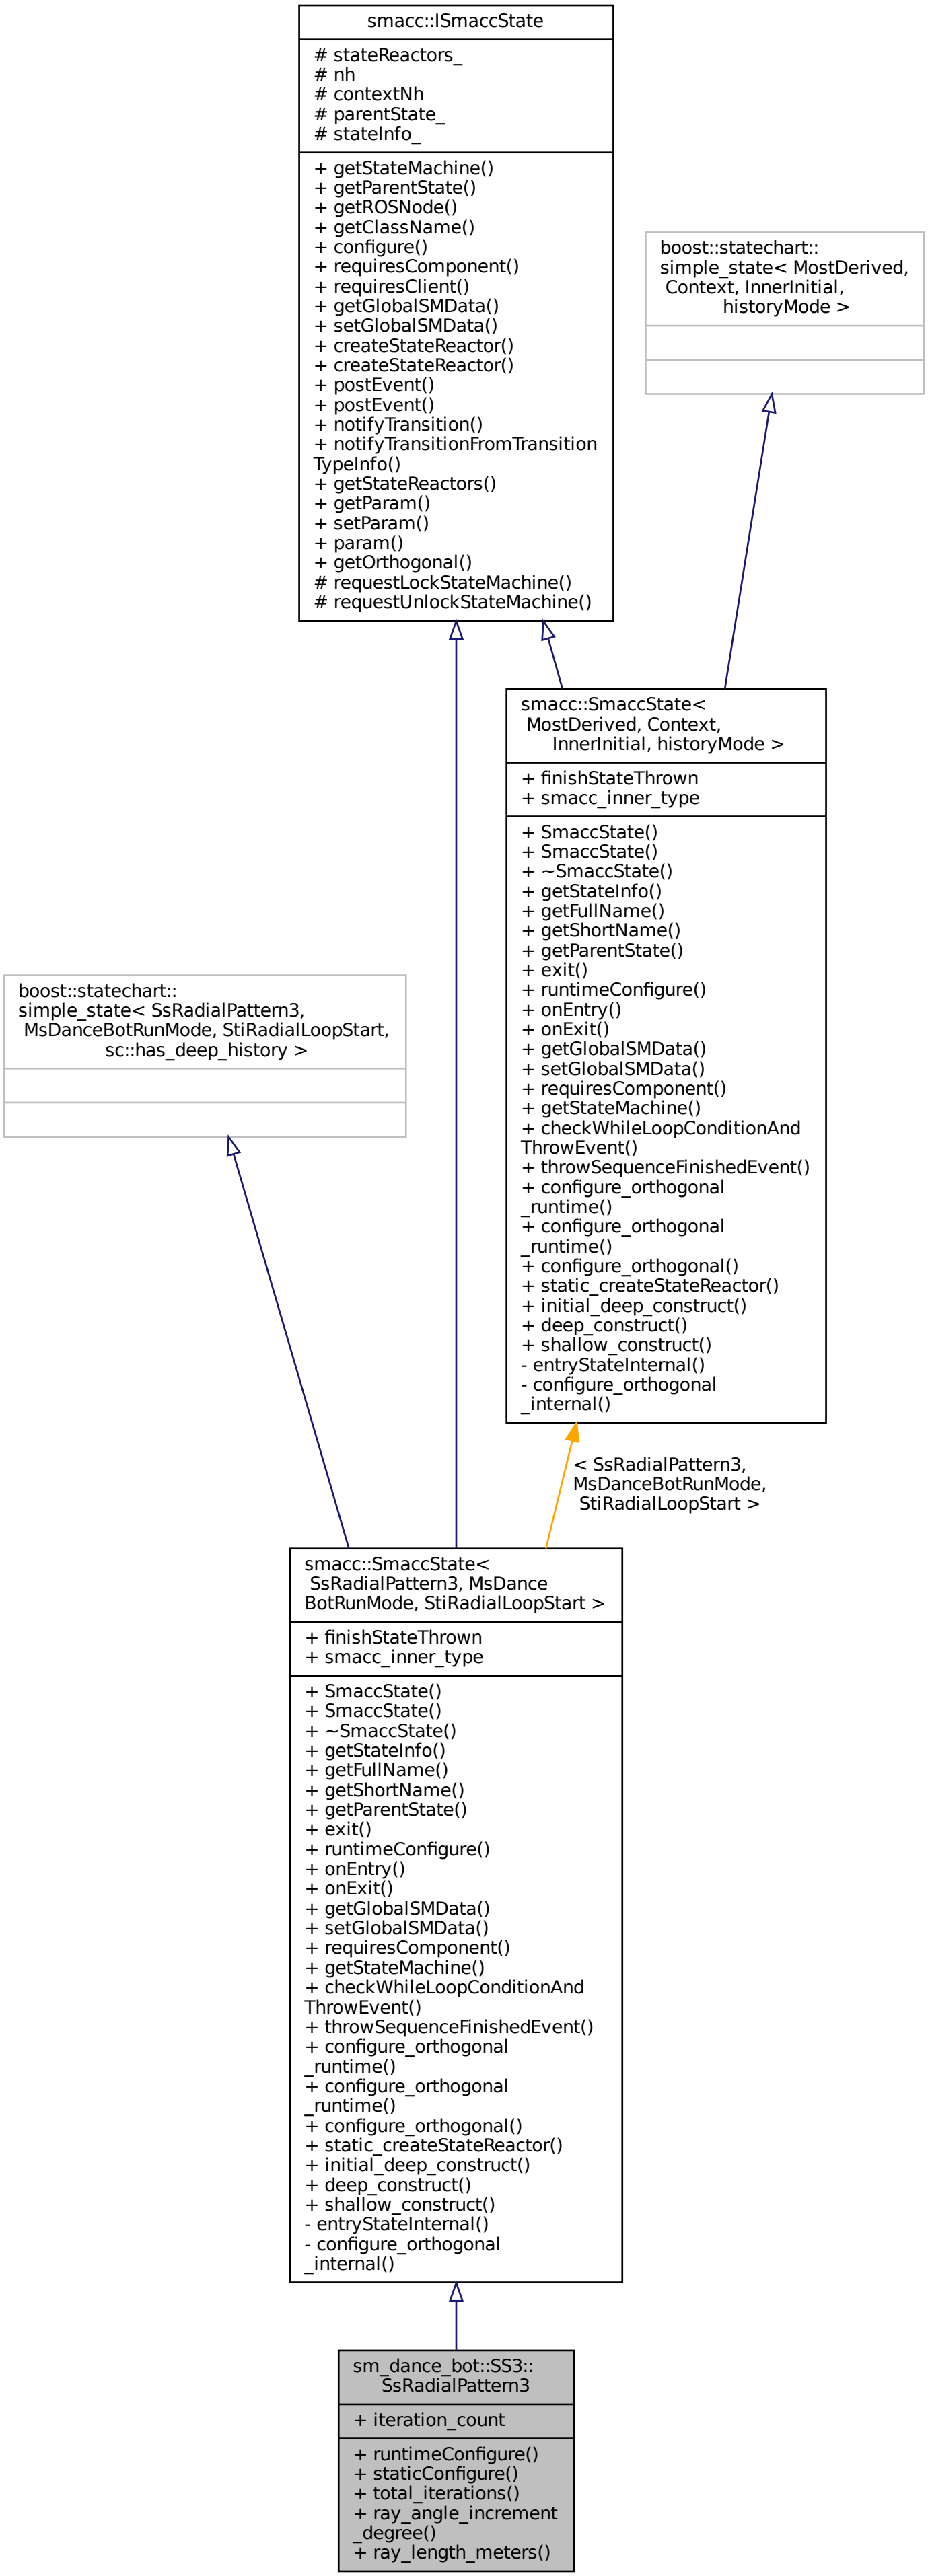 smacc::ISmaccState
# stateReactors_
# nh
# contextNh
# parentState_
# stateInfo_
+ getStateMachine()
+ getParentState()
+ getROSNode()
+ getClassName()
+ configure()
+ requiresComponent()
+ requiresClient()
+ getGlobalSMData()
+ setGlobalSMData()
+ createStateReactor()
+ createStateReactor()
+ postEvent()
+ postEvent()
+ notifyTransition()
+ notifyTransitionFromTransition
TypeInfo()
+ getStateReactors()
+ getParam()
+ setParam()
+ param()
+ getOrthogonal()
# requestLockStateMachine()
# requestUnlockStateMachine()
boost::statechart::
simple_state< MostDerived,
Context, InnerInitial,
historyMode >
smacc::SmaccState<
MostDerived, Context,
InnerInitial, historyMode >
+ finishStateThrown
+ smacc_inner_type
+ SmaccState()
+ SmaccState()
+ ~SmaccState()
+ getStateInfo()
+ getFullName()
+ getShortName()
+ getParentState()
+ exit()
+ runtimeConfigure()
+ onEntry()
+ onExit()
+ getGlobalSMData()
+ setGlobalSMData()
+ requiresComponent()
+ getStateMachine()
+ checkWhileLoopConditionAnd
ThrowEvent()
+ throwSequenceFinishedEvent()
+ configure_orthogonal
_runtime()
+ configure_orthogonal
_runtime()
+ configure_orthogonal()
+ static_createStateReactor()
+ initial_deep_construct()
+ deep_construct()
+ shallow_construct()
- entryStateInternal()
- configure_orthogonal
_internal()
boost::statechart::
simple_state< SsRadialPattern3,
MsDanceBotRunMode, StiRadialLoopStart,
sc::has_deep_history >
< SsRadialPattern3,
MsDanceBotRunMode,
StiRadialLoopStart >
smacc::SmaccState<
SsRadialPattern3, MsDance
BotRunMode, StiRadialLoopStart >
+ finishStateThrown
+ smacc_inner_type
+ SmaccState()
+ SmaccState()
+ ~SmaccState()
+ getStateInfo()
+ getFullName()
+ getShortName()
+ getParentState()
+ exit()
+ runtimeConfigure()
+ onEntry()
+ onExit()
+ getGlobalSMData()
+ setGlobalSMData()
+ requiresComponent()
+ getStateMachine()
+ checkWhileLoopConditionAnd
ThrowEvent()
+ throwSequenceFinishedEvent()
+ configure_orthogonal
_runtime()
+ configure_orthogonal
_runtime()
+ configure_orthogonal()
+ static_createStateReactor()
+ initial_deep_construct()
+ deep_construct()
+ shallow_construct()
- entryStateInternal()
- configure_orthogonal
_internal()
sm_dance_bot::SS3::
SsRadialPattern3
+ iteration_count
+ runtimeConfigure()
+ staticConfigure()
+ total_iterations()
+ ray_angle_increment
_degree()
+ ray_length_meters()